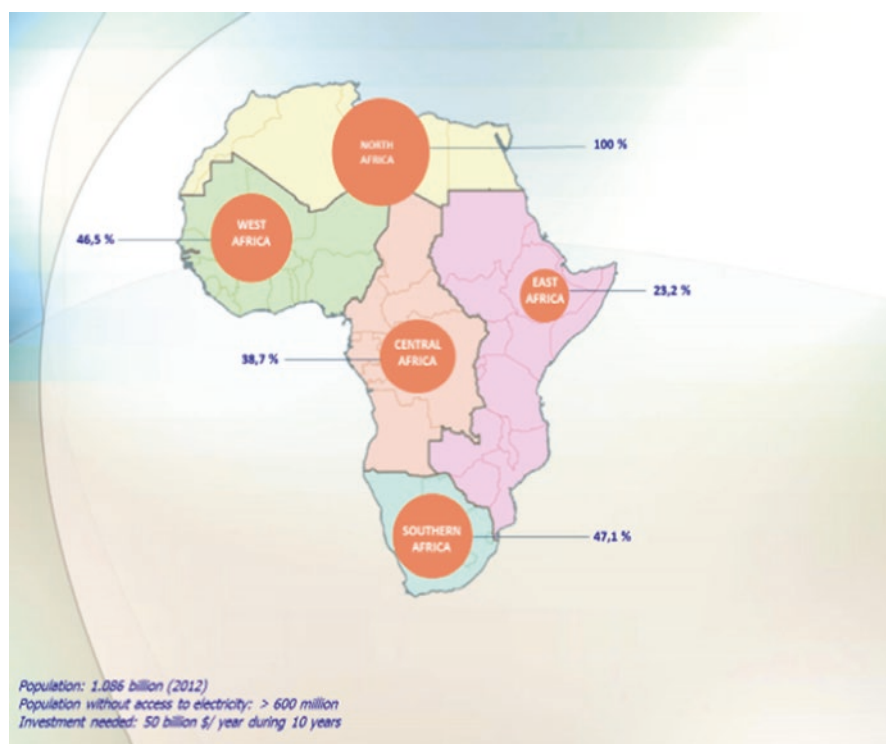 NORTH
AFRICA
100 %
WEST
AFRICA
46,5 %
EAST
AFRICA
23,2 %
CENTRAL
AFRICA
38,7 %
SOUTHERN
AFRICA
47,1 %
Population: 1.086 billion (2012)
Population without access to electricity: > 600 million
Investment needed: 50 billion $/ year during 10 years